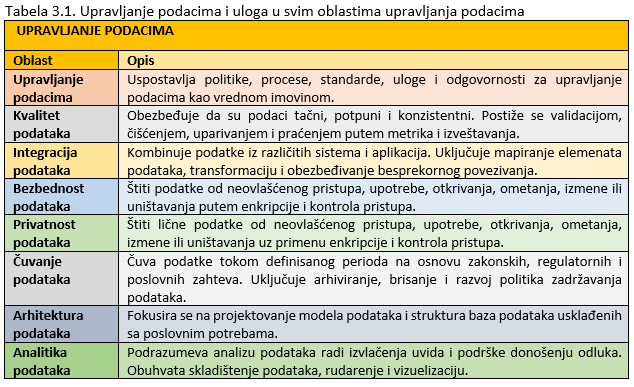 Tabela 3.1. Upravljanje podacima i uloga u svim oblastima upravljanja podacima
UPRAVLJANJE PODACIMA
Oblast Opis
Upravljanje podacima
Uspostavlja politike, procese, standarde, uloge i odgovornosti za upravljanje
podacima kao vrednom imovinom.
Kvalitet podataka
Obezbeđuje da su podaci tačni, potpuni i konzistentni. Postiže se validacijom,
čišćenjem, uparivanjem i praćenjem putem metrika i izveštavanja.
Integracija podataka
Kombinuje podatke iz različitih sistema i aplikacija. Uključuje mapiranje elemenata
podataka, transformaciju i obezbeđivanje besprekornog povezivanja.
Bezbednost podataka
Štiti podatke od neovlašćenog pristupa, upotrebe, otkrivanja, ometanja, izmene ili
uništavanja putem enkripcije i kontrola pristupa.
Privatnost podataka
Štiti lične podatke od neovlašćenog pristupa, upotrebe, otkrivanja, ometanja,
izmene ili uništavanja uz primenu enkripcije i kontrola pristupa.
Čuvanje podataka
Čuva podatke tokom definisanog perioda na osnovu zakonskih, regulatornih i
poslovnih zahteva. Uključuje arhiviranje, brisanje i razvoj politika zadržavanja
podataka.
Arhitektura podataka
Fokusira se na projektovanje modela podataka i struktura baza podataka usklađenih
sa poslovnim potrebama.
Analitika podataka
Podrazumeva analizu podataka radi izvlačenja uvida i podrške donošenju odluka.
Obuhvata skladištenje podataka, rudarenje i vizuelizaciju.